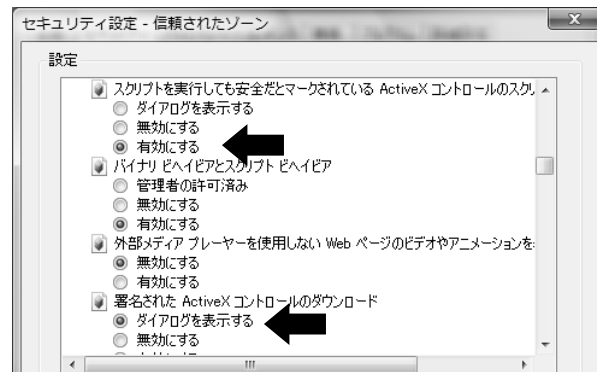 セキュリティ設定 - 信頼されたゾーン
設定
スクリプトを実行しても安全だとマークされている ActiveX コントロールのスクリ
ダイアログを表示する
無効にする
有効にする
バイナリ ビヘイビアとスクリプト ビヘイビア
管理者の許可済み
無効にする
有効にする
外部メディア プレーヤーを使用しない Web ページのビデオやアニメーションを
無効にする
有効にする
署名された ActiveX コントロールのダウンロード
ダイアログを表示する
無効にする